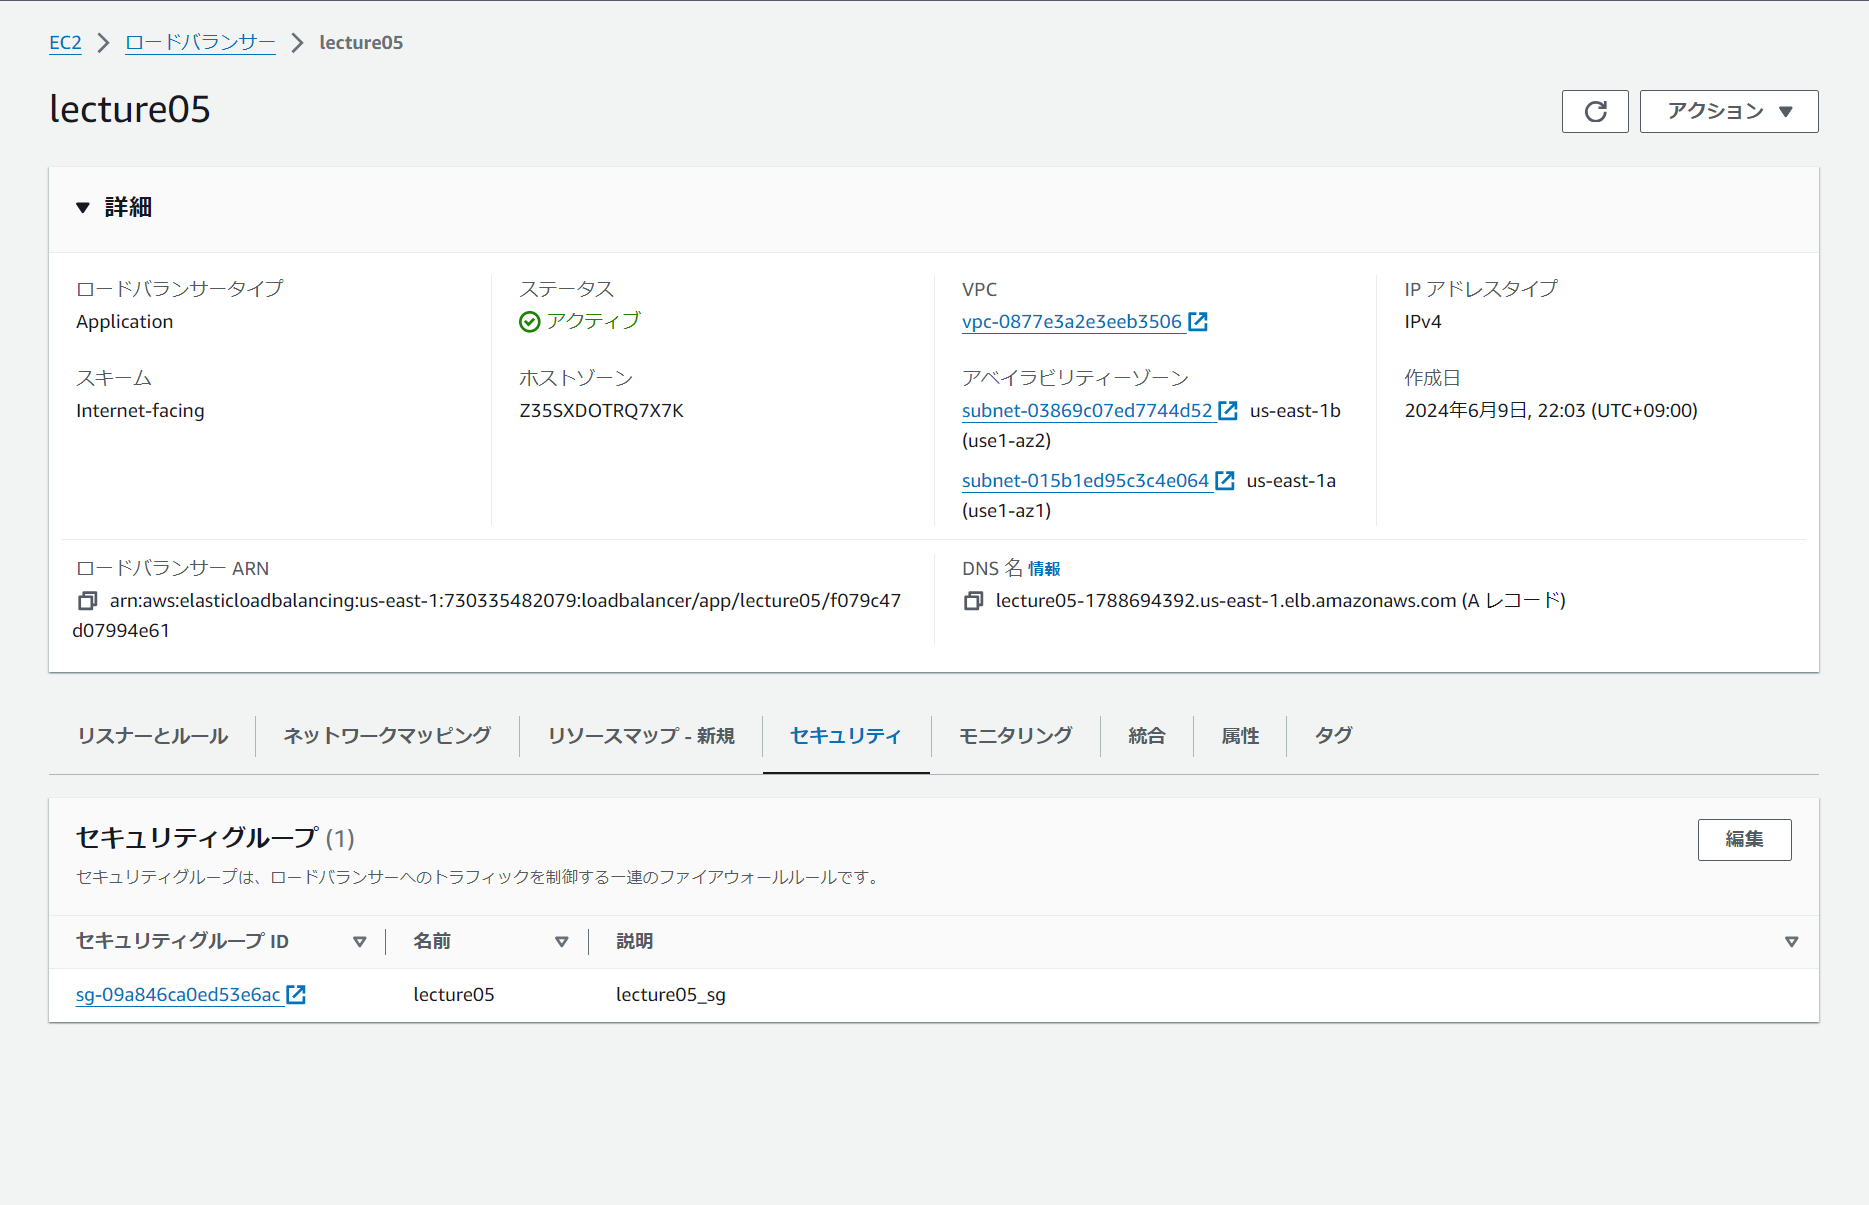 EC2 > ロードバランサー > lecture05
lecture05
アクション
詳細
ロードバランサータイプ
Application
ステータス
アクティブ
VPC
vpc-0877e3a2e3eeb3506
IP アドレスタイプ
IPv4
スキーム
Internet-facing
ホストゾーン
Z35SXDOTRQ7X7K
アベイラビリティーゾーン
subnet-03869c07ed7744d52 us-east-1b
(use1-az2)
subnet-015b1ed95c3c4e064 us-east-1a
(use1-az1)
作成日
2024年6月9日, 22:03 (UTC+09:00)
ロードバランサー ARN
arn:aws:elasticloadbalancing:us-east-1:730335482079:loadbalancer/app/lecture05/f079c47
d07994e61
DNS 名 情報
lecture05-1788694392.us-east-1.elb.amazonaws.com (A レコード)
リスナーとルール ネットワークマッピング リソースマップ - 新規 セキュリティ モニタリング 統合 属性 タグ
セキュリティグループ (1)
編集
セキュリティグループは、ロードバランサーへのトラフィックを制御する一連のファイアウォールルールです。
セキュリティグループ ID 名前 説明
sg-09a846ca0ed53e6ac lecture05 lecture05_sg